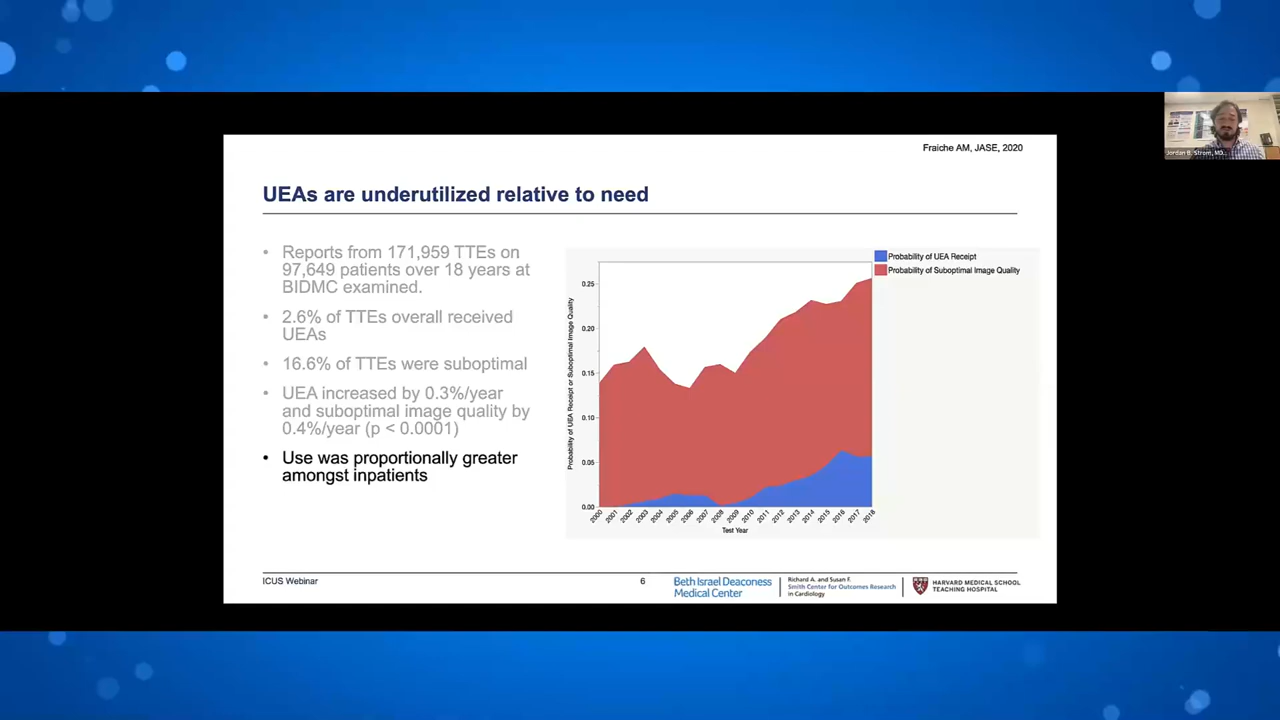 Fraiche AM, JASE, 2020
UEAs are underutilized relative to need
• Reports from 171,959 TTEs on
97,649 patients over 18 years at
BIDMC examined.
• 2.6% of TTEs overall received
UEAs
• 16.6% of TTEs were suboptimal
• UEA increased by 0.3%/year
and suboptimal image quality by
0.4%/year (p < 0.0001)
• Use was proportionally greater
amongst inpatients
Probability of UEA Receipt
Probability of Suboptimal Image Quality
Probability of UEA Receipt or Suboptimal Image Quality
0.25
0.20
0.15
0.10
0.05
0.00
2000 2001 2002 2003 2004 2005 2006 2007 2008 2009 2010 2011 2012 2013 2014 2015 2016 2017 2018
Test Year
Jordan B. Strom, MD...
ICUS Webinar
6
Beth Israel Deaconess
Medical Center
Richard A. and Susan F.
Smith Center for Outcomes Research
in Cardiology
HARVARD MEDICAL SCHOOL
TEACHING HOSPITAL